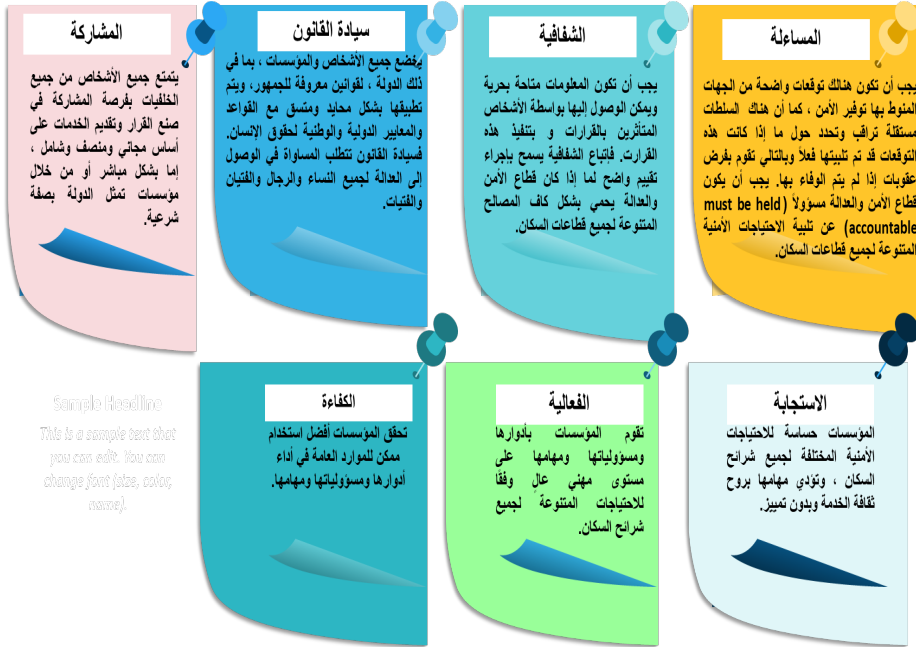 المساءلة
يجب أن تكون هنالك توقعات واضحة من الجهات
المنوط بها توفير الأمن ، كما أن هناك السلطات
مستقلة تراقب وتحدد حول ما إذا كانت هذه
التوقعات قد تم تلبيتها فعلاً وبالتالي تقوم بفرض
عقوبات إذا لم يتم الوفاء بها. يجب أن يكون
قطاع الأمن والعدالة مسؤولاً (must be held
accountable) عن تلبية الاحتياجات الأمنية
المتنوعة لجميع قطاعات السكان.
الشفافية
يجب أن تكون المعلومات متاحة بحرية
ويمكن الوصول إليها بواسطة الأشخاص
المتأثرين بالقرارات و بتنفيذ هذه
القرارت. فإتباع الشفافية يسمح بإجراء
تقييم واضح لما إذا كان قطاع الأمن
والعدالة يحمي بشكل كاف المصالح
المتنوعة لجميع قطاعات السكان.
سيادة القانون
يخضع جميع الأشخاص والمؤسسات ، بما في
ذلك الدولة ، لقوانين معروفة للجمهور، ويتم
تطبيقها بشكل محايد ومتسق مع القواعد
والمعايير الدولية والوطنية لحقوق الإنسان.
فسيادة القانون تتطلب المساواة في الوصول
إلى العدالة لجميع النساء والرجال والفتيان
والفتيات.
المشاركة
يتمتع جميع الأشخاص من جميع
الخلفيات بفرصة المشاركة في
صنع القرار وتقديم الخدمات على
أساس مجاني ومنصف وشامل ،
إما بشكل مباشر أو من خلال
مؤسسات تمثل الدولة بصفة
شرعية.
الاستجابة
المؤسسات حساسة للاحتياجات
الأمنية المختلفة لجميع شرائح
السكان ، وتؤدي مهامها بروح
ثقافة الخدمة وبدون تمييز.
الفعالية
تقوم المؤسسات بأدوارها
ومسؤولياتها ومهامها على
مستوى مهني عالٍ وفقًا
للاحتياجات المتنوعة لجميع
شرائح السكان.
الكفاءة
تحقق المؤسسات أفضل استخدام
ممكن للموارد العامة في أداء
أدوارها ومسؤولياتها ومهامها.
Sample Headline
This is a sample text that
you can edit. You can
change font (size, color,
name).